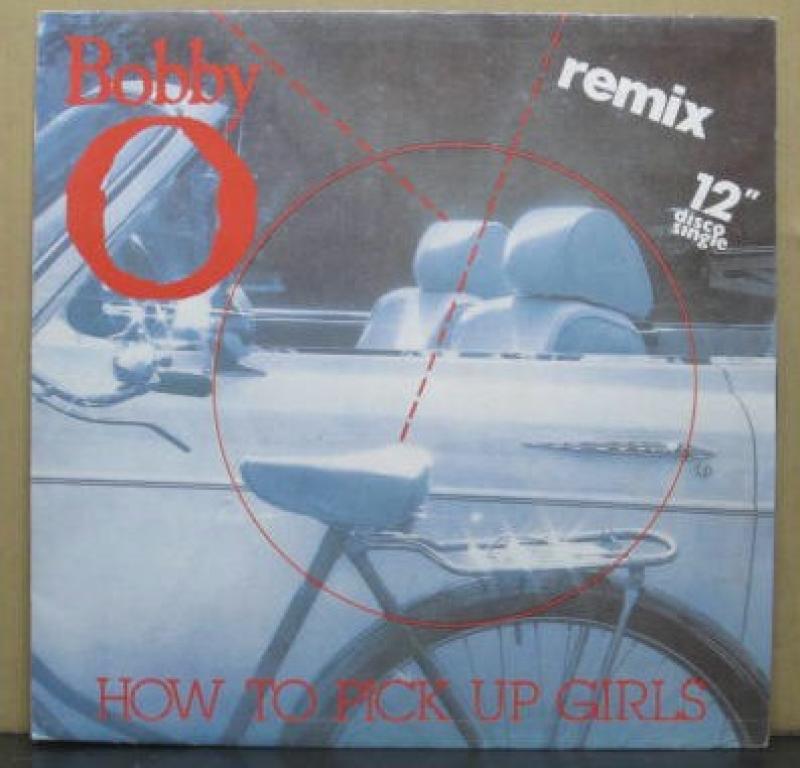 Bobby
O
remix
12"
disco
single
HOW TO PICK UP GIRLS